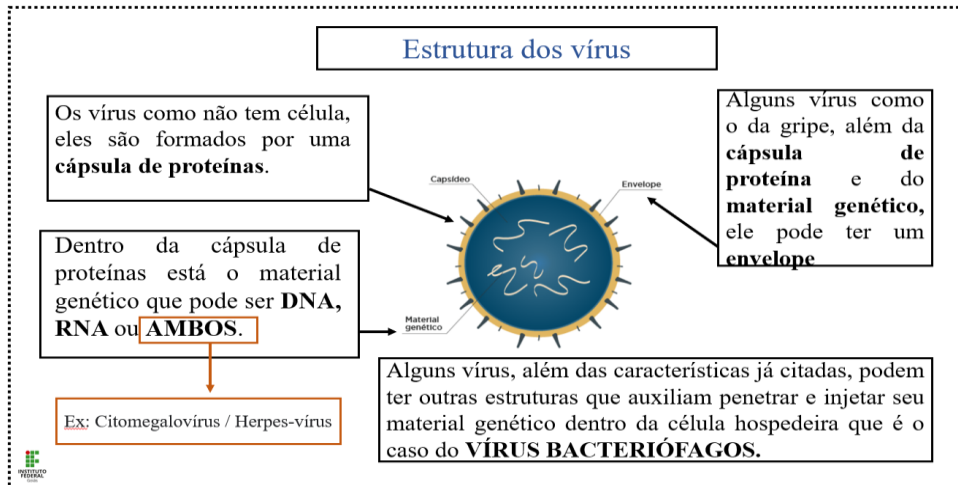 Estrutura dos vírus
Os vírus como não tem célula,
eles são formados por uma
cápsula de proteínas.
Alguns vírus como
o da gripe, além da
cápsula de
proteína e do
material genético,
ele pode ter um
envelope
Capsídeo
Envelope
Material
genético
Dentro da cápsula de
proteínas está o material
genético que pode ser DNA,
RNA ou AMBOS.
Ex: Citomegalovírus / Herpes-vírus
Alguns vírus, além das características já citadas, podem
ter outras estruturas que auxiliam penetrar e injetar seu
material genético dentro da célula hospedeira que é o
caso do VÍRUS BACTERIÓFAGOS.
INSTITUTO
FEDERAL